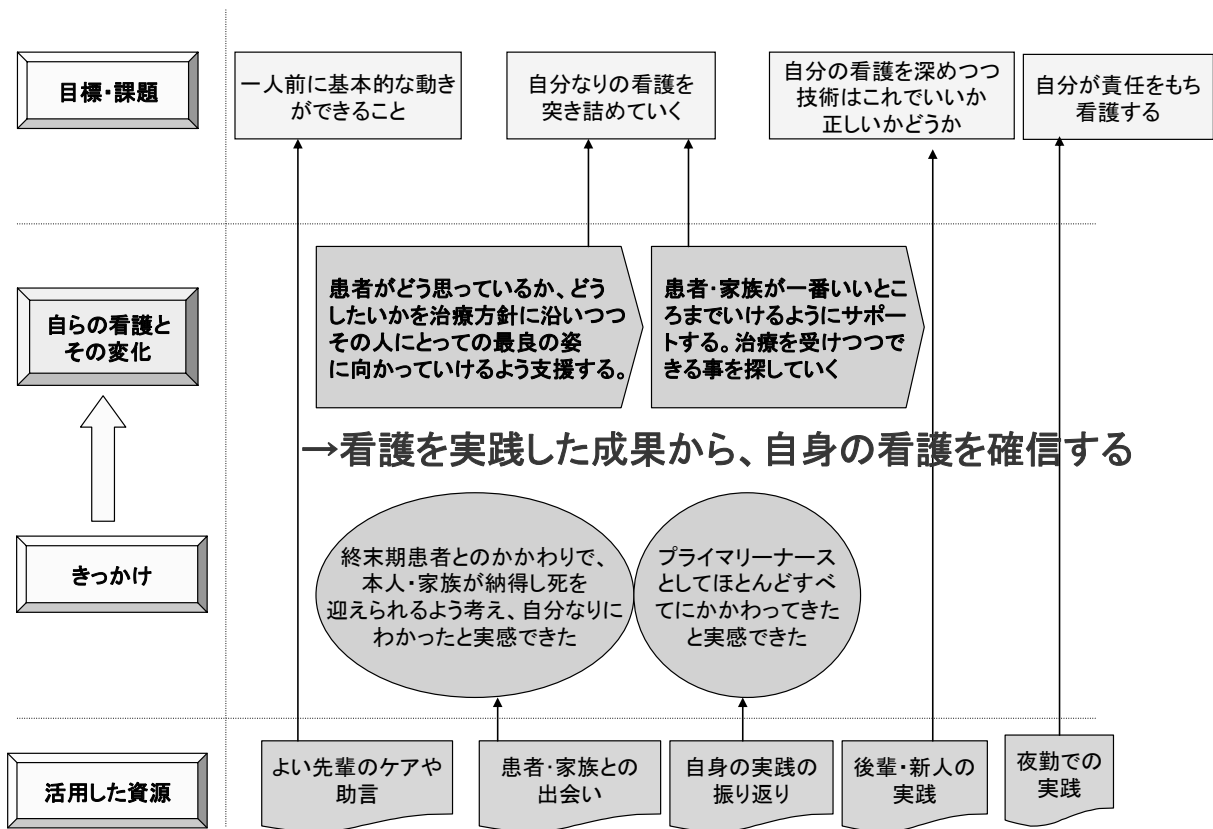 目標・課題
一人前に基本的な動き
ができること
自分なりの看護を
突き詰めていく
自分の看護を深めつつ
技術はこれでいいか
正しいかどうか
自分が責任をもち
看護する
自らの看護と
その変化
患者がどう思っているか、どう
したいかを治療方針に沿いつつ
その人にとっての最良の姿
に向かっていけるよう支援する。
患者・家族が一番いいとこ
ろまでいけるようにサポー
トする。治療を受けつつで
きる事を探していく
→看護を実践した成果から、自身の看護を確信する
きっかけ
終末期患者とのかかわりで、
本人・家族が納得し死を
迎えられるよう考え、自分なりに
わかったと実感できた
プライマリーナース
としてほとんどすべ
てにかかわってきた
と実感できた
活用した資源
よい先輩のケアや
助言
患者・家族との
出会い
自身の実践の
振り返り
後輩・新人の
実践
夜勤での
実践